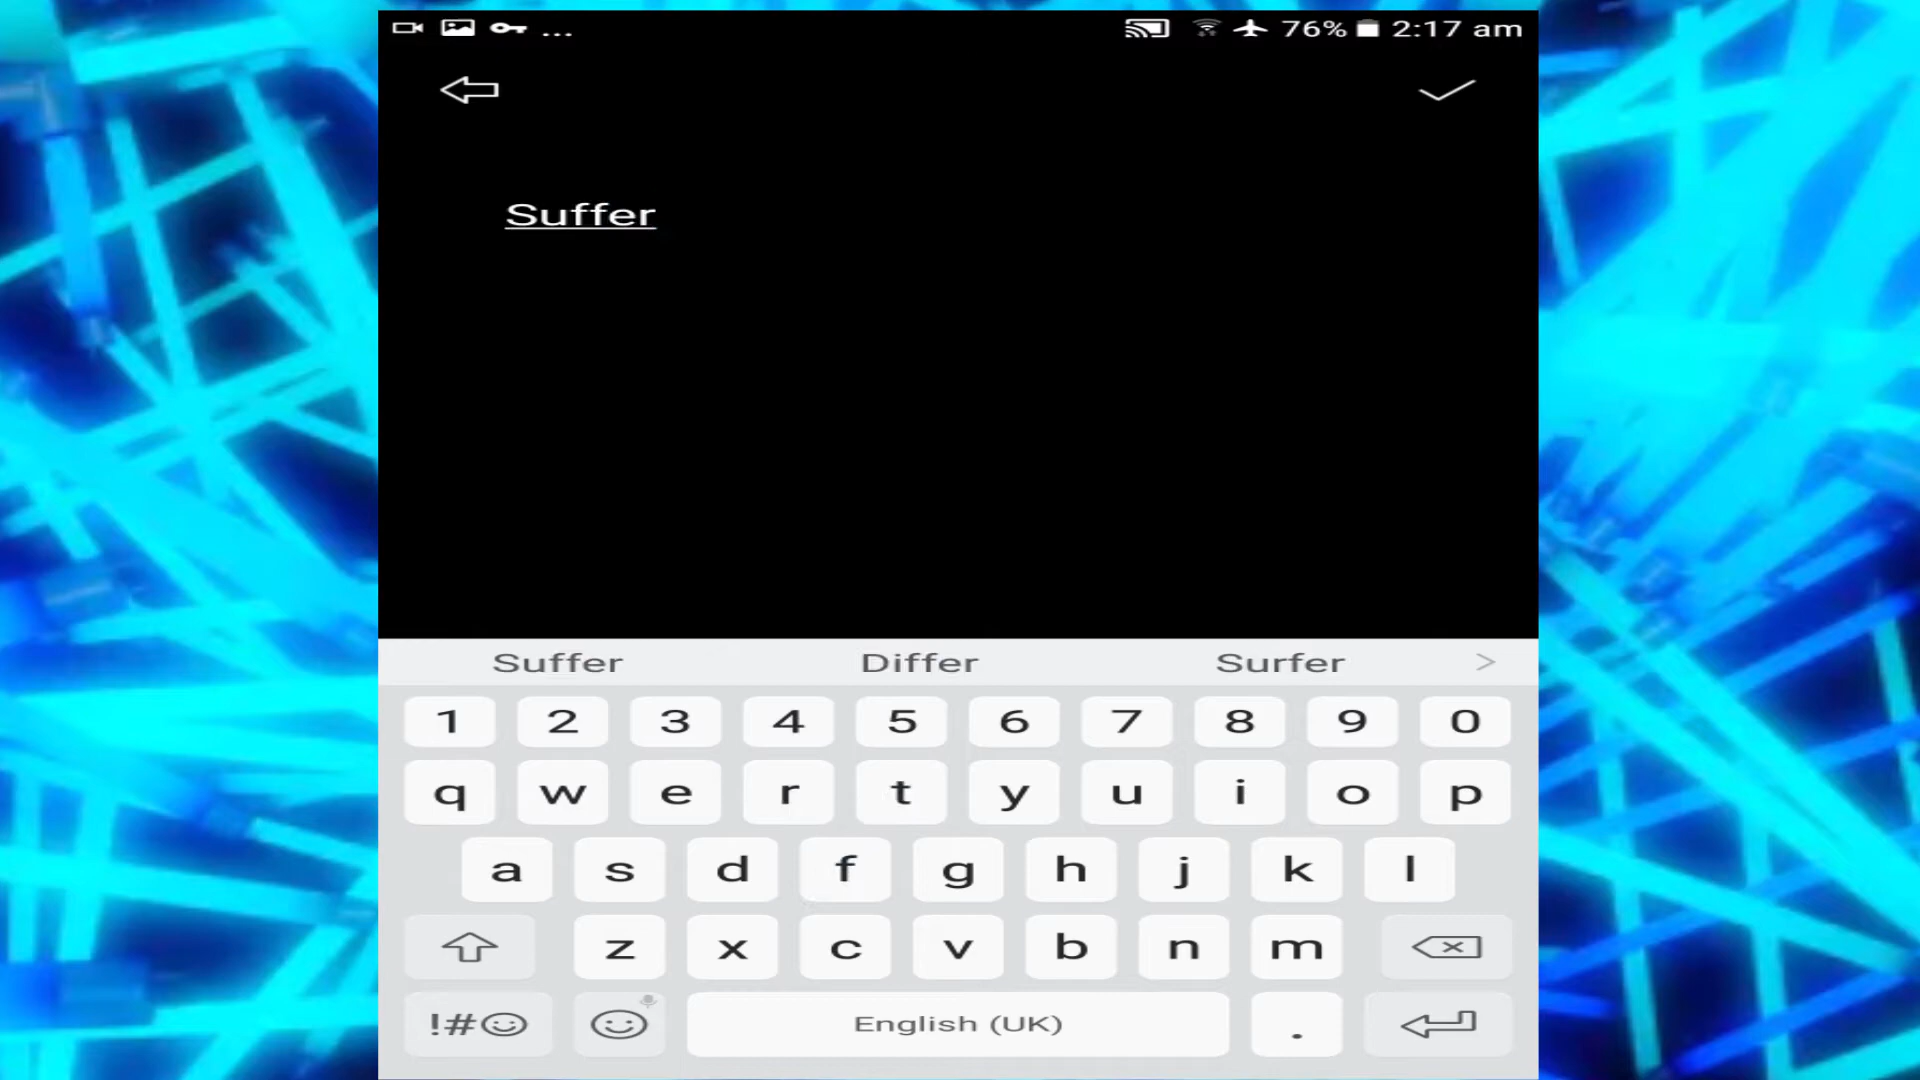 ... 76% 2:17 am
Suffer
Suffer Differ Surfer >
1 2 3 4 5 6 7 8 9 0
q w e r t y u i o p
a s d f g h j k l
z x c v b n m
!#☺ English (UK) .